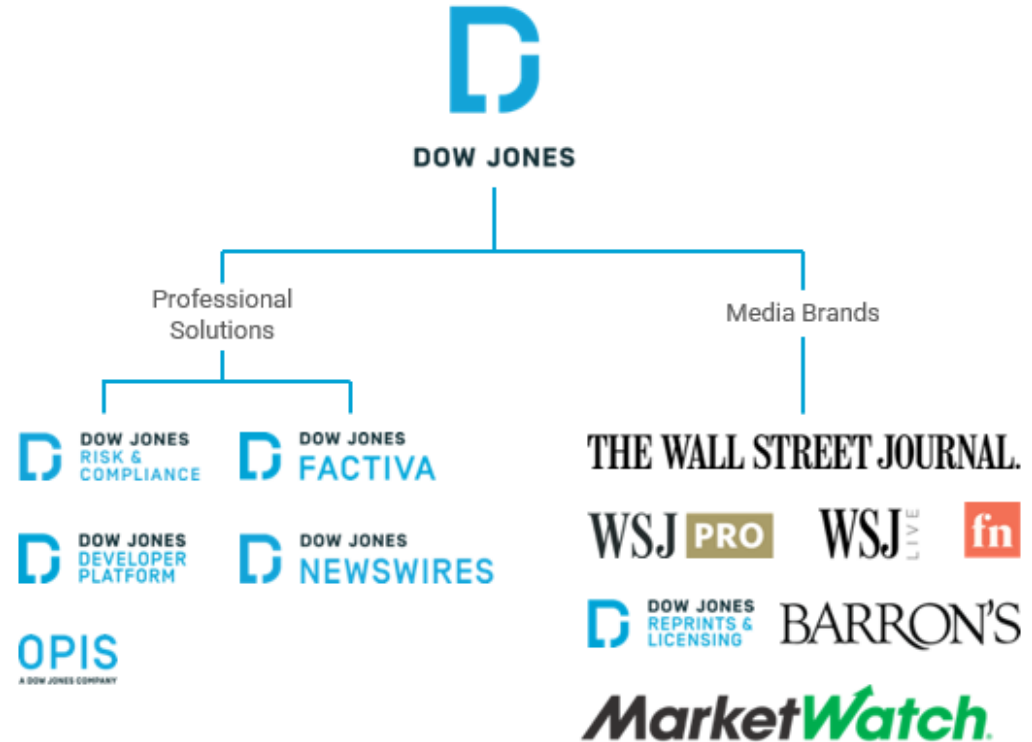 DOW JONES
Professional
Solutions
Media Brands
DOW JONES
RISK &
COMPLIANCE
DOW JONES
FACTIVA
DOW JONES
DEVELOPER
PLATFORM
DOW JONES
NEWSWIRES
OPIS
A DOW JONES COMPANY
THE WALL STREET JOURNAL.
WSJ PRO
WSJ LIVE
fn
DOW JONES
REPRINTS &
LICENSING
BARRON'S
MarketWatch.